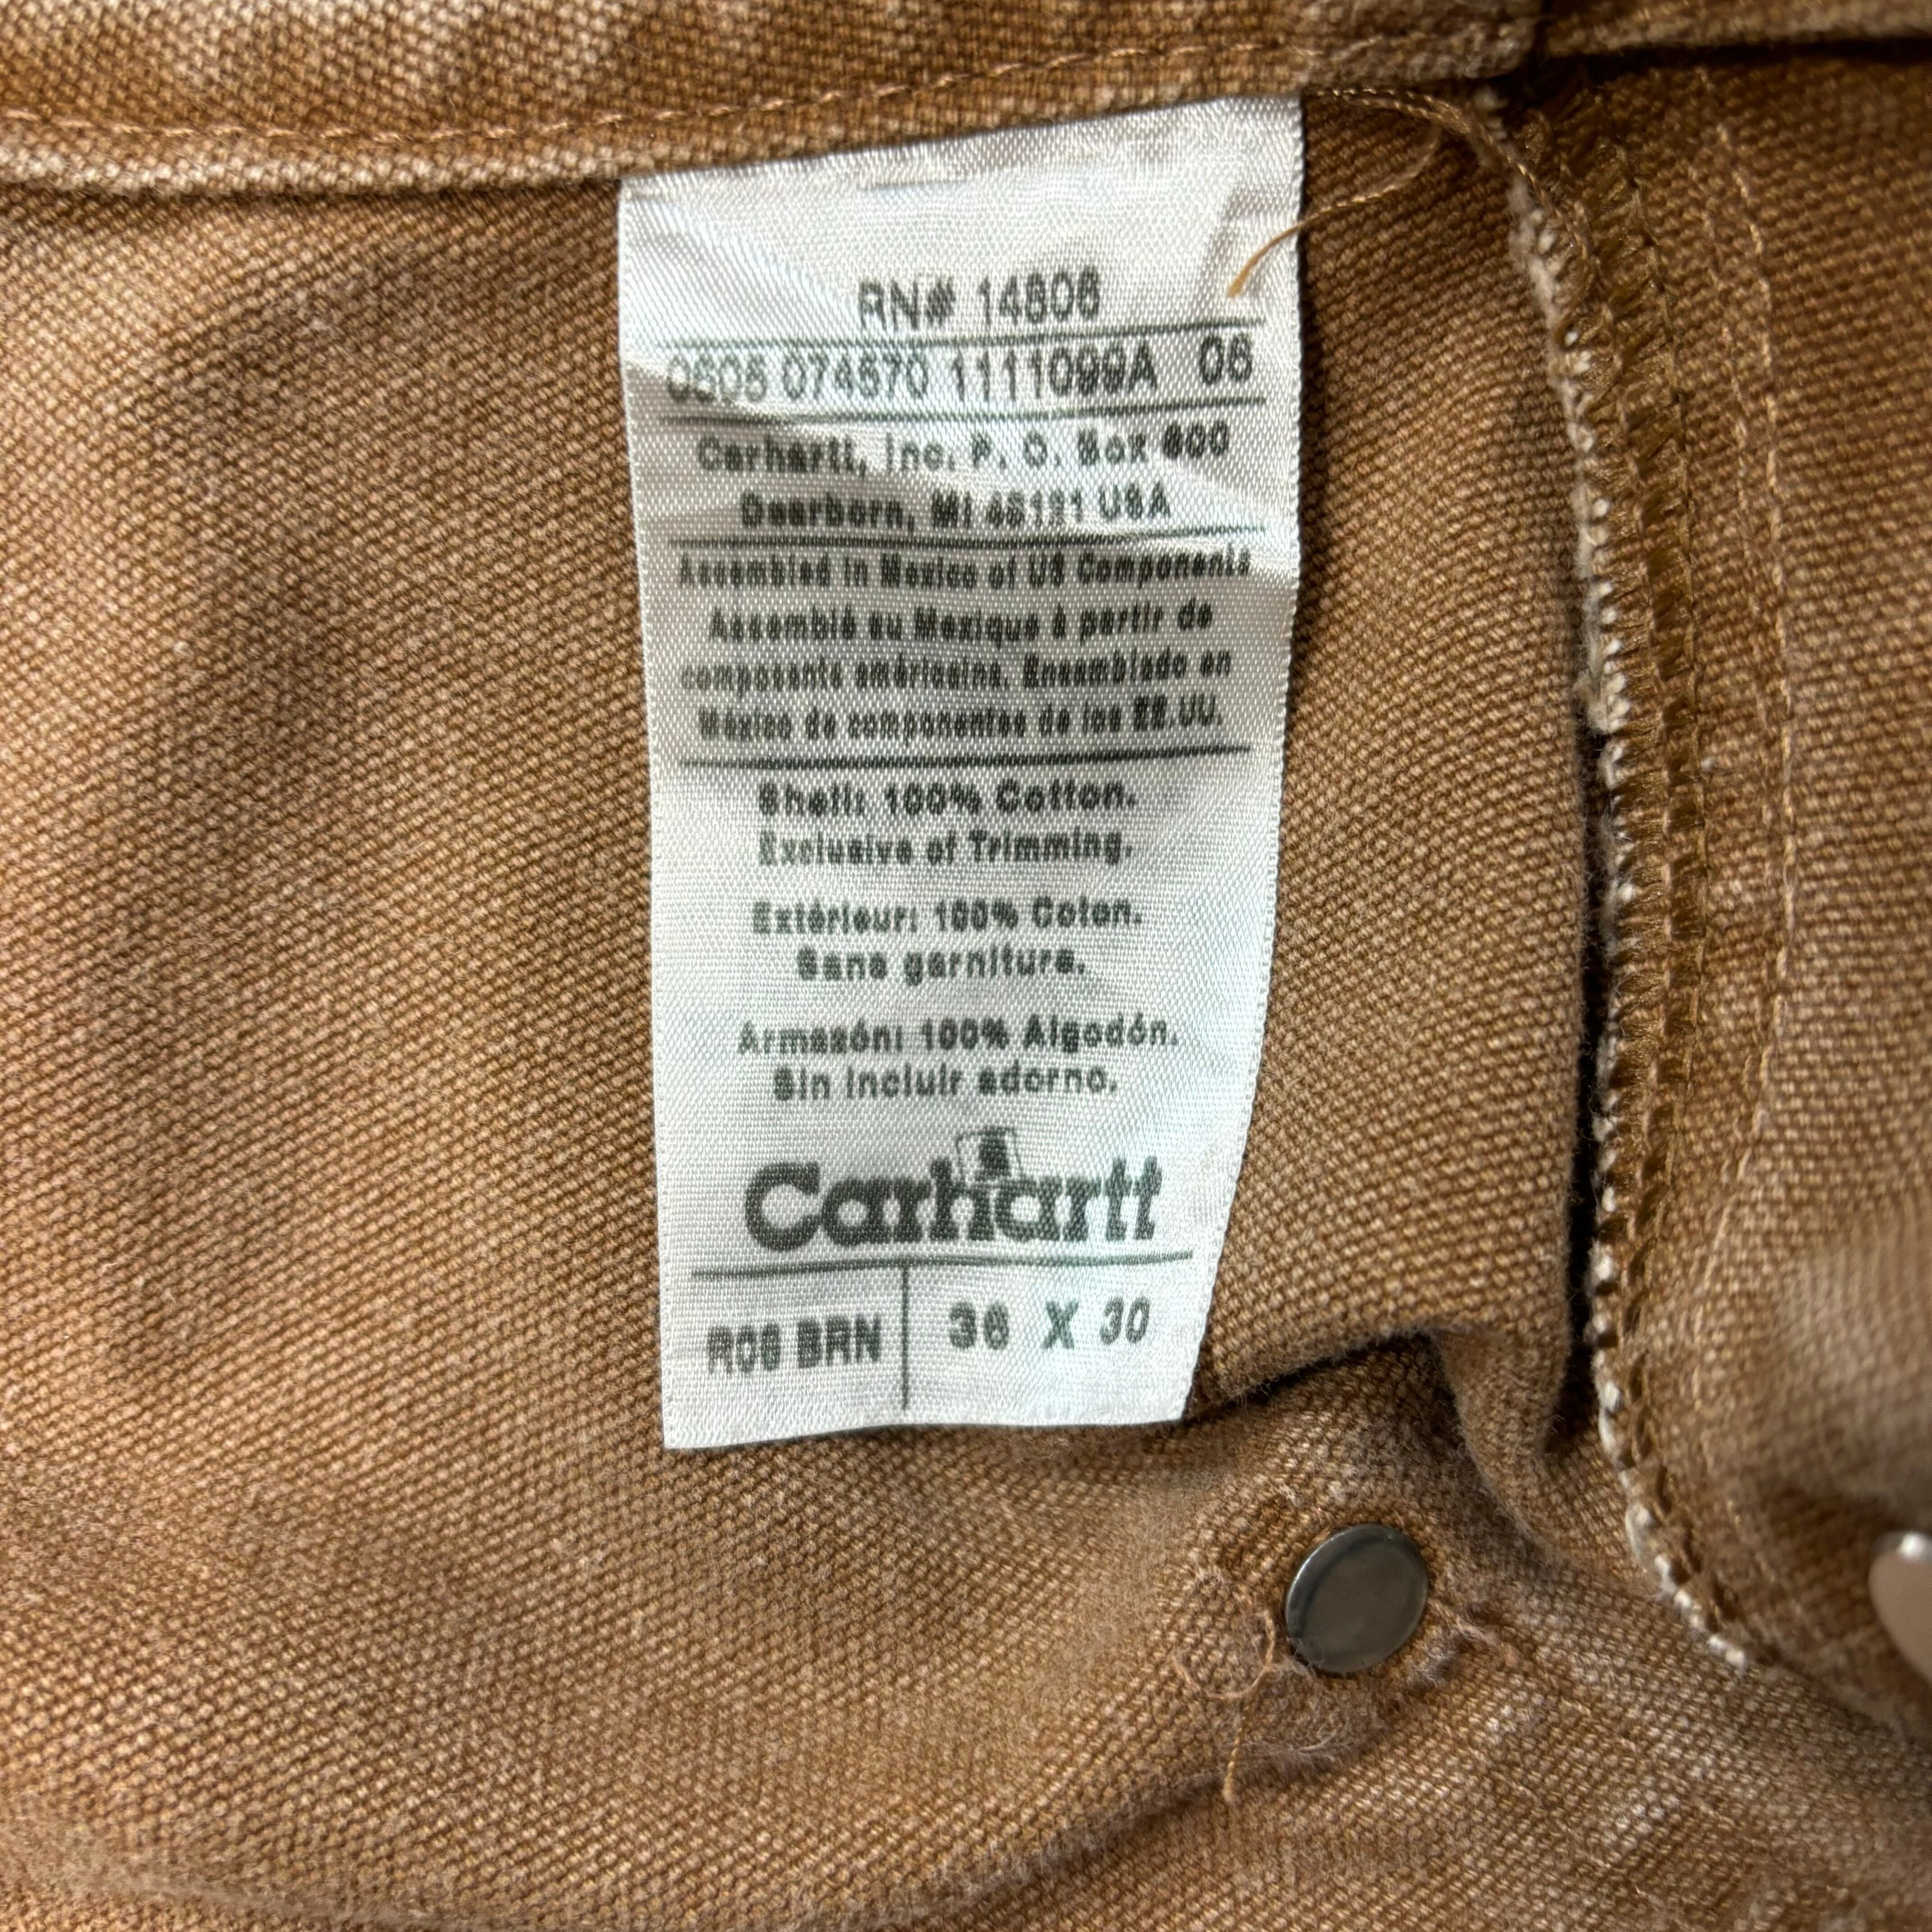 RN# 14806
0605 074670 1111099A 06
Carhartt, Inc. P. O. Box 600
Dearborn, MI 48121 USA
Assembled in Mexico of US Components
Assemblé au Mexique à partir de
composants américains. Ensamblado en
México de componentes de los EE.UU.
Shell: 100% Cotton.
Exclusive of Trimming.
Extérieur: 100% Coton.
Sans garniture.
Armazón: 100% Algodón.
Sin incluir adorno.
Carhartt
R06 BRN 36 X 30